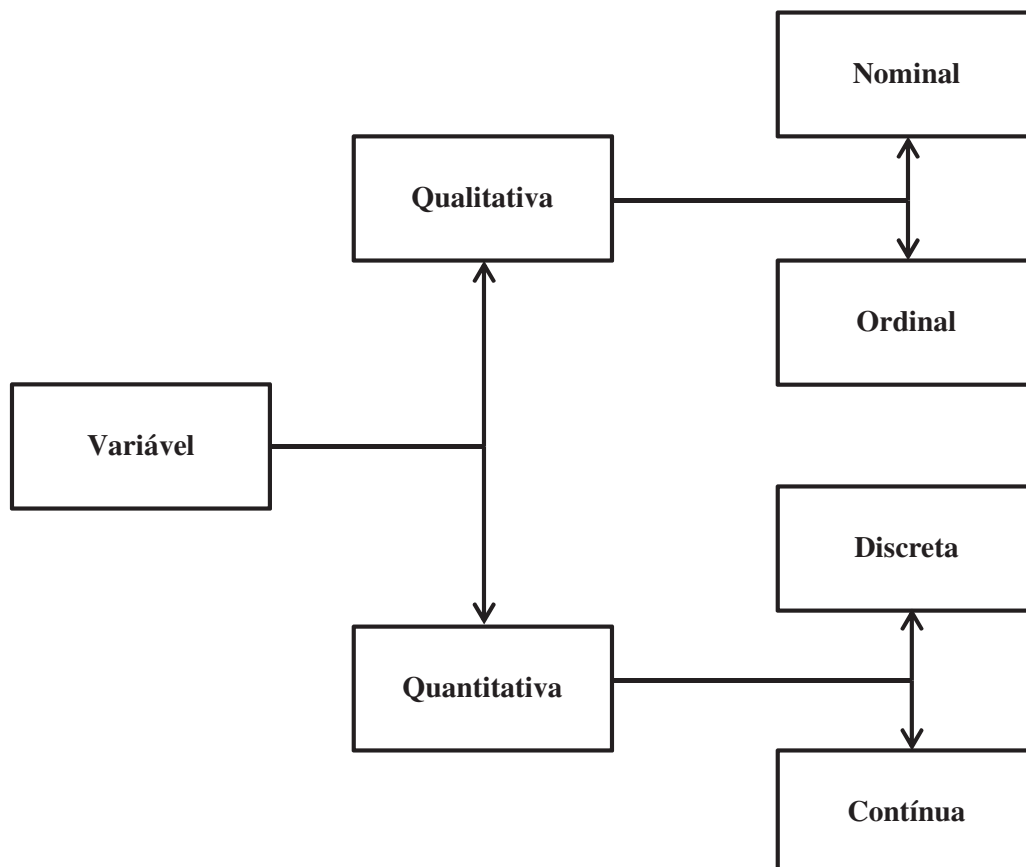 Nominal
Qualitativa
Ordinal
Variável
Discreta
Quantitativa
Contínua